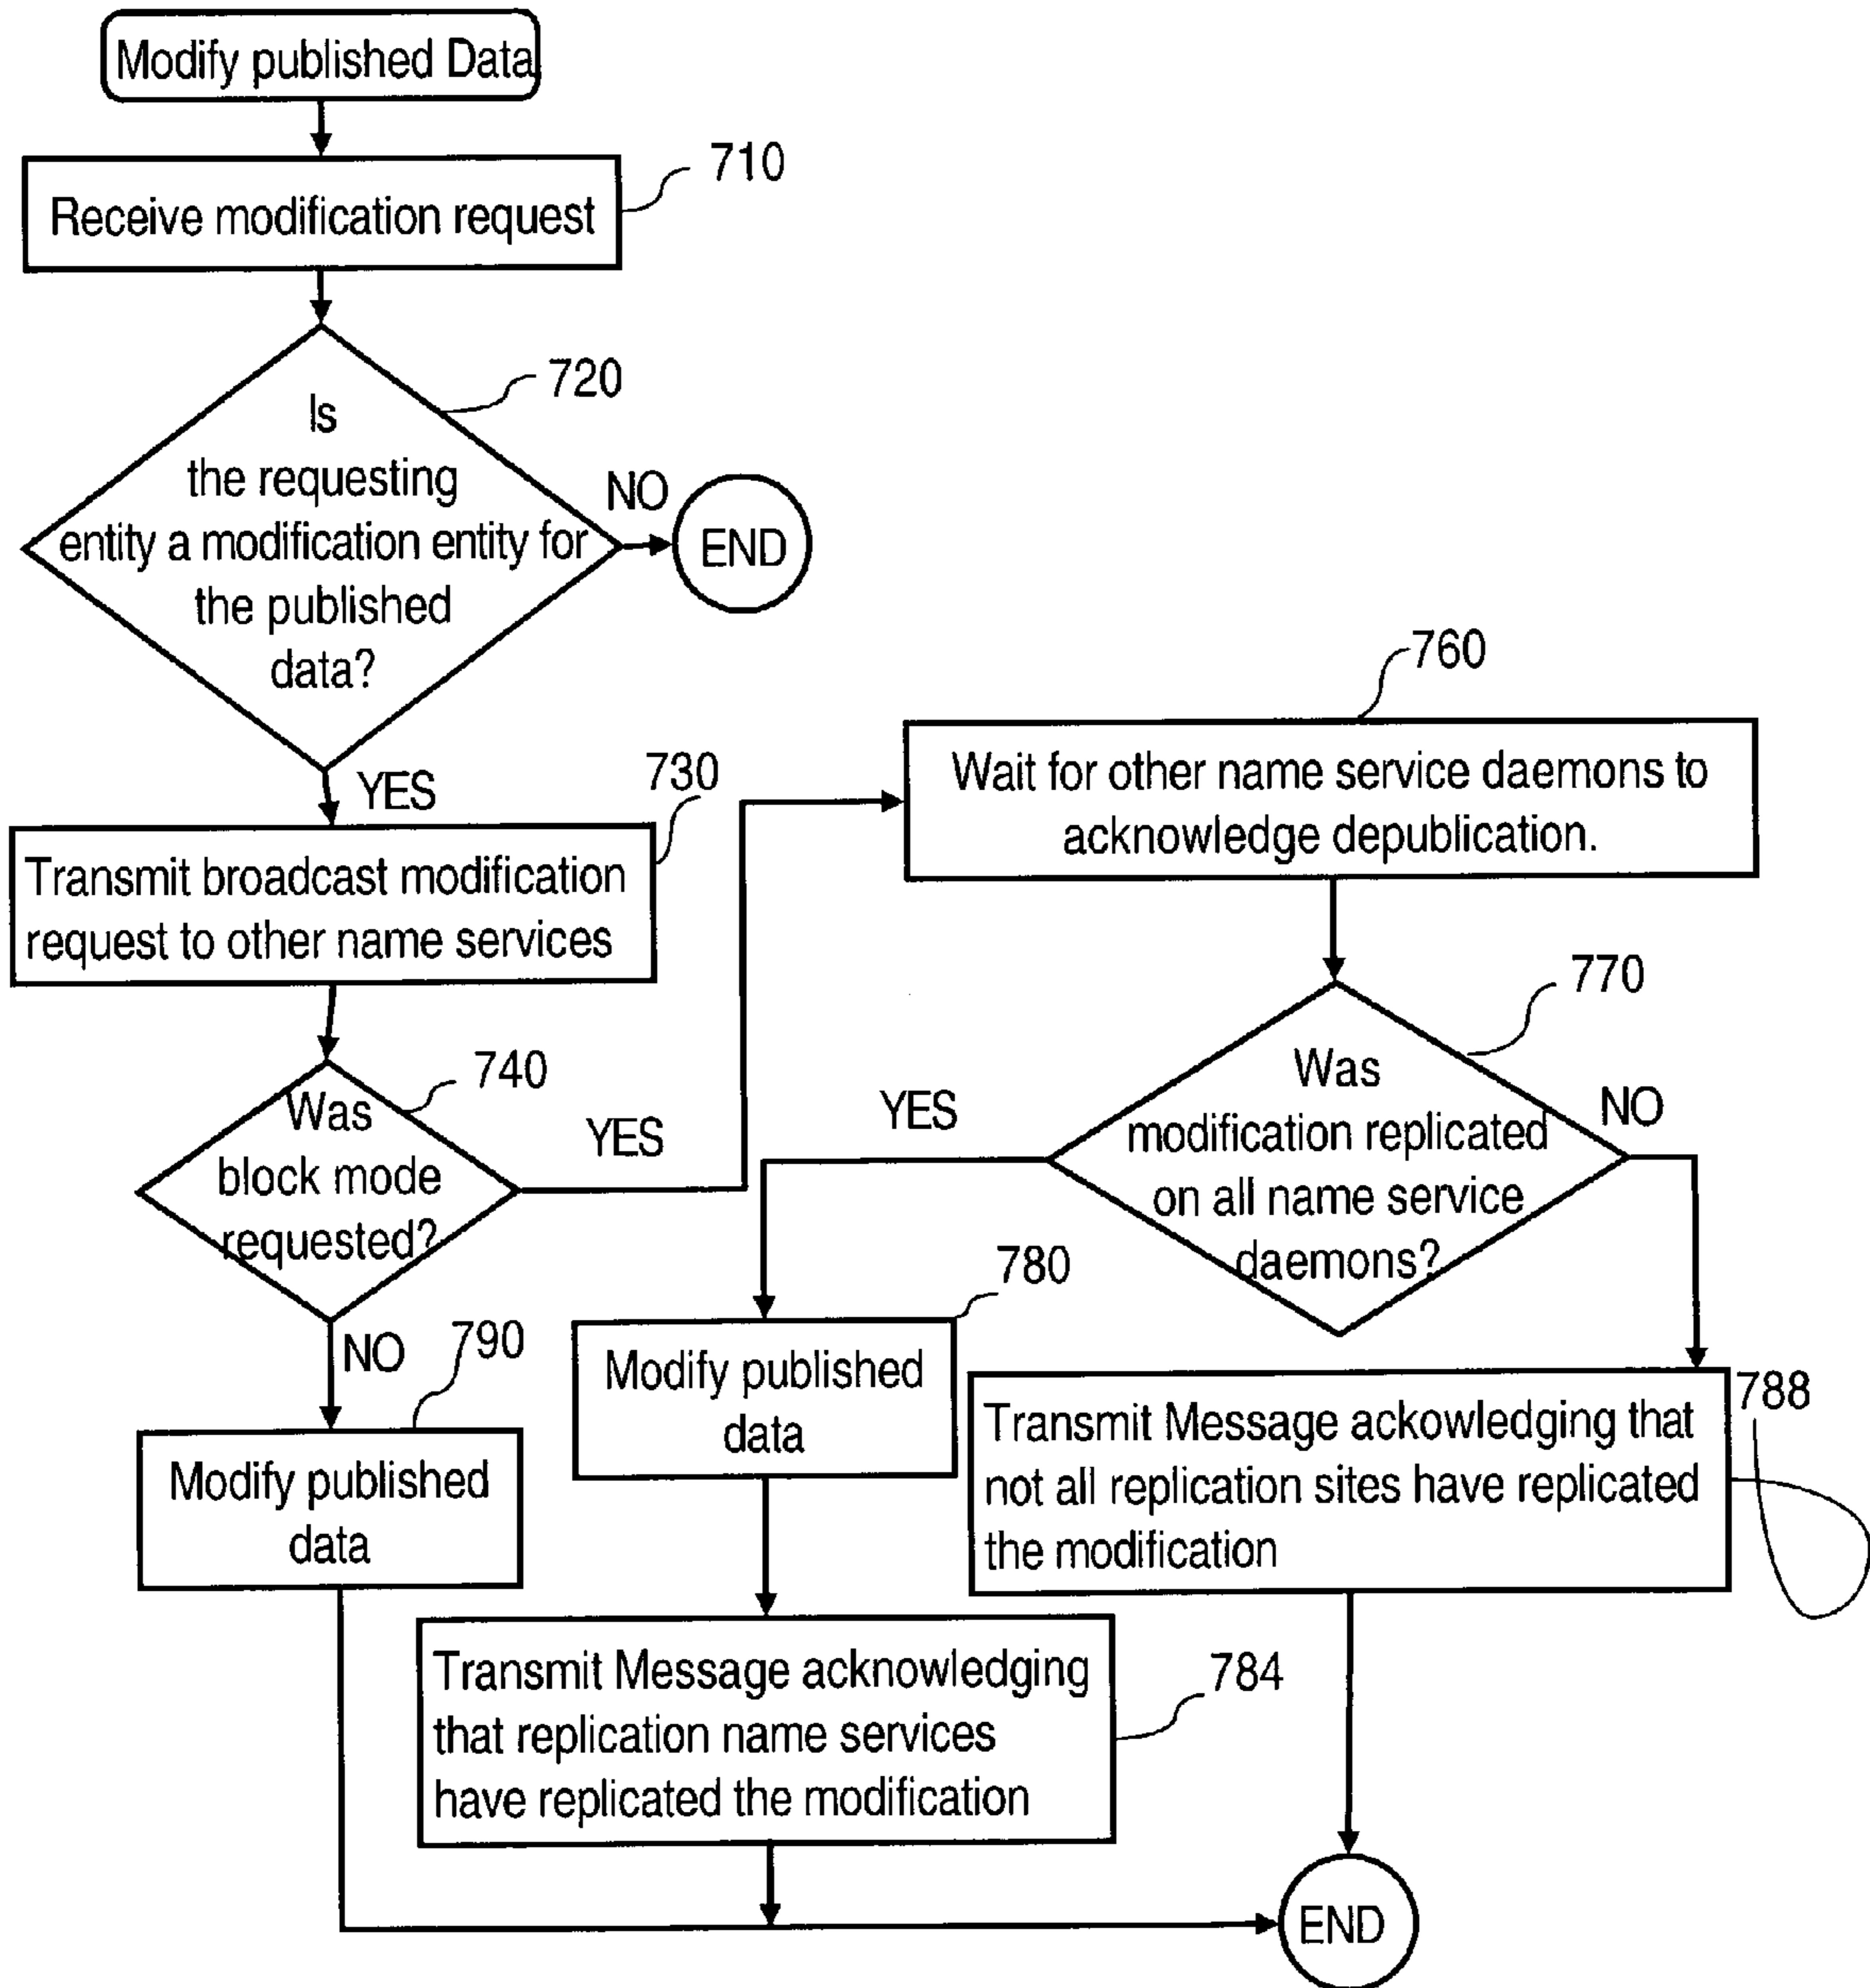 Modify published Data
710
Receive modification request
720
Is
the requesting
entity a modification entity for
the published
data?
NO
END
YES
730
Transmit broadcast modification
request to other name services
740
Was
block mode
requested?
YES
NO
760
Wait for other name service daemons to
acknowledge depublication.
770
Was
modification replicated
on all name service
daemons?
YES
NO
780
Modify published
data
790
Modify published
data
788
Transmit Message ackowledging that
not all replication sites have replicated
the modification
784
Transmit Message acknowledging
that replication name services
have replicated the modification
END